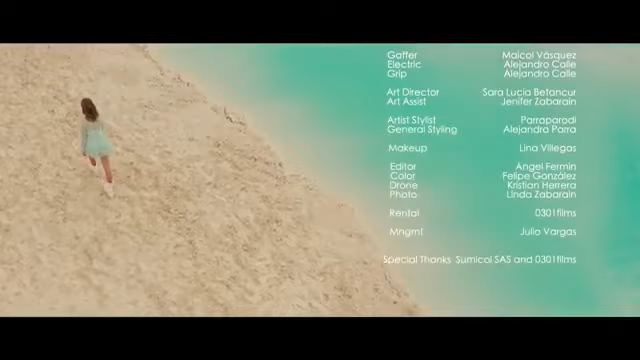 Gaffer Maicol Vásquez
Electric Alejandro Calle
Grip Alejandro Calle
Art Director Sara Lucia Betancur
Art Assist Jenifer Zabarain
Artist Stylist Parraparodi
General Styling Alejandra Parra
Makeup Lina Villegas
Editor Angel Fermin
Color Felipe González
Drone Kristian Herrera
Photo Linda Zabarain
Rental 0301films
Mngmt Julio Vargas
Special Thanks Sumicol SAS and 0301films